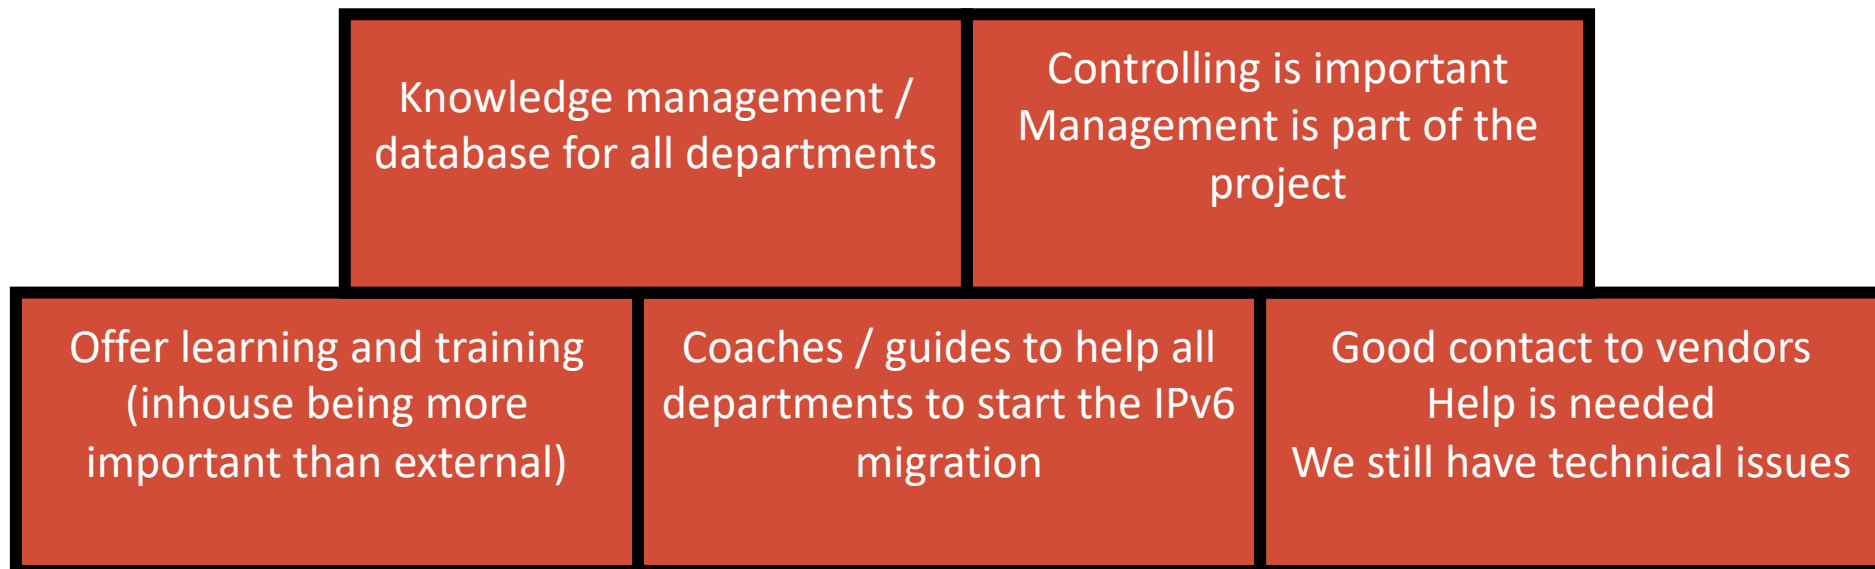 Knowledge management /
database for all departments
Controlling is important
Management is part of the
project
Offer learning and training
(inhouse being more
important than external)
Coaches / guides to help all
departments to start the IPv6
migration
Good contact to vendors
Help is needed
We still have technical issues